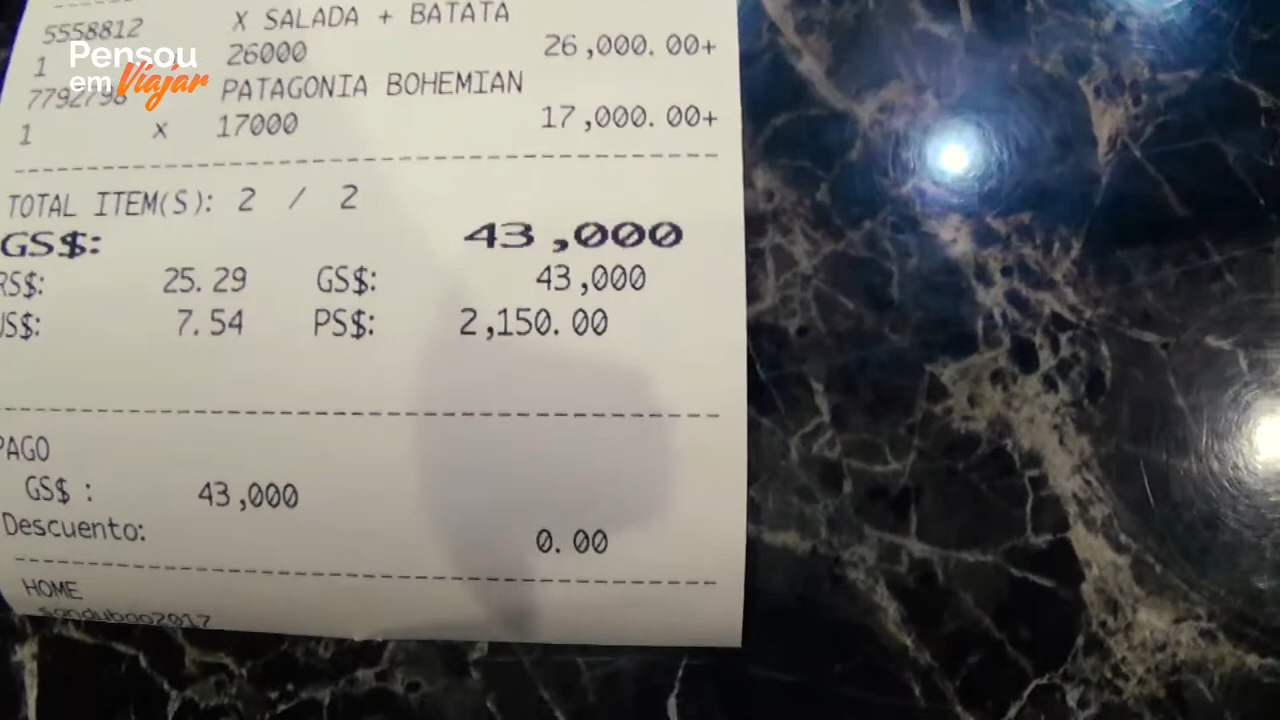 5558812 X SALADA + BATATA
1 26000 26,000.00+
PATAGONIA BOHEMIAN
1 x 17000 17,000.00+
TOTAL ITEM(S): 2 / 2
GS$: 43,000
RS$: 25.29 GS$: 43,000
US$: 7.54 PS$: 2,150.00
PAGO
GS$ : 43,000
Descuento: 0.00
HOME
Pensou
em Viajar